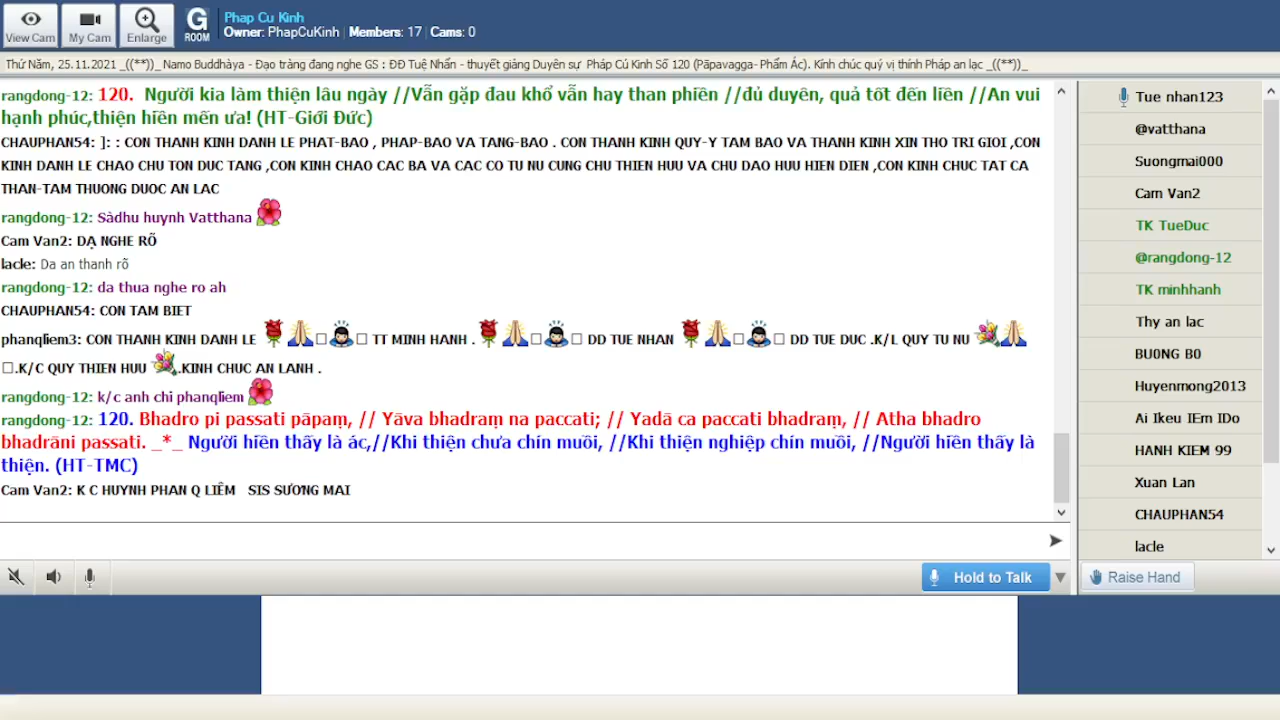 View Cam
My Cam
Enlarge
G
ROOM
Phap Cu Kinh
Owner: PhapCuKinh | Members: 17 | Cams: 0
Thứ Năm, 25.11.2021 _((**))_ Namo Buddhàya - Đạo tràng đang nghe GS : ĐĐ Tuệ Nhẫn - thuyết giảng Duyên sự Pháp Cú Kinh Số 120 (Pāpavagga- Phẩm Ác). Kính chúc quý vị thính Pháp an lạc _((**))_
rangdong-12: 120. Người kia làm thiện lâu ngày //Vẫn gặp đau khổ vẫn hay than phiền //đủ duyên, quả tốt đến liền //An vui
hạnh phúc,thiện hiền mến ưa! (HT-Giới Đức)
CHAUPHAN54: ]: : CON THANH KINH DANH LE PHAT-BAO , PHAP-BAO VA TANG-BAO . CON THANH KINH QUY-Y TAM BAO VA THANH KINH XIN THO TRI GIOI ,CON
KINH DANH LE CHAO CHU TON DUC TANG ,CON KINH CHAO CAC BA VA CAC CO TU NU CUNG CHU THIEN HUU VA CHU DAO HUU HIEN DIEN ,CON KINH CHUC TAT CA
THAN-TAM THUONG DUOC AN LAC
rangdong-12: Sādhu huynh Vatthana
Cam Van2: DẠ NGHE RÕ
lacle: Da an thanh rõ
rangdong-12: da thua nghe ro ah
CHAUPHAN54: CON TAM BIET
phanqliem3: CON THANH KINH DANH LE 🌹🙏□🙇□ TT MINH HANH . 🌹🙏□🙇□ DD TUE NHAN 🌹🙏□🙇□ DD TUE DUC .K/L QUY TU NU 💐🙏
□.K/C QUY THIEN HUU 💐.KINH CHUC AN LANH .
rangdong-12: k/c anh chi phanqliem
rangdong-12: 120. Bhadro pi passati pāpaṃ, // Yāva bhadraṃ na paccati; // Yadā ca paccati bhadraṃ, // Atha bhadro
bhadrāni passati. _*_ Người hiền thấy là ác,//Khi thiện chưa chín muồi, //Khi thiện nghiệp chín muồi, //Người hiền thấy là
thiện. (HT-TMC)
Cam Van2: K C HUYNH PHAN Q LIÊM SIS SƯƠNG MAI
Hold to Talk
Tue nhan123
@vatthana
Suongmai000
Cam Van2
TK TueDuc
@rangdong-12
TK minhhanh
Thy an lac
BU0NG B0
Huyenmong2013
Ai Ikeu IEm IDo
HANH KIEM 99
Xuan Lan
CHAUPHAN54
lacle
Raise Hand